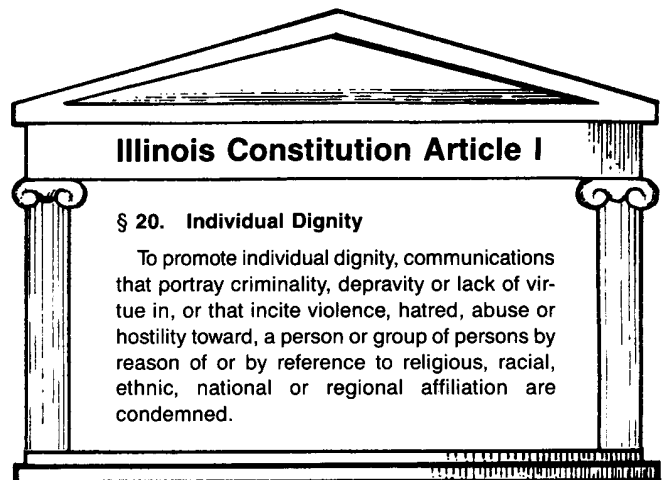 Illinois Constitution Article I
§ 20. Individual Dignity
To promote individual dignity, communications
that portray criminality, depravity or lack of vir-
tue in, or that incite violence, hatred, abuse or
hostility toward, a person or group of persons by
reason of or by reference to religious, racial,
ethnic, national or regional affiliation are
condemned.